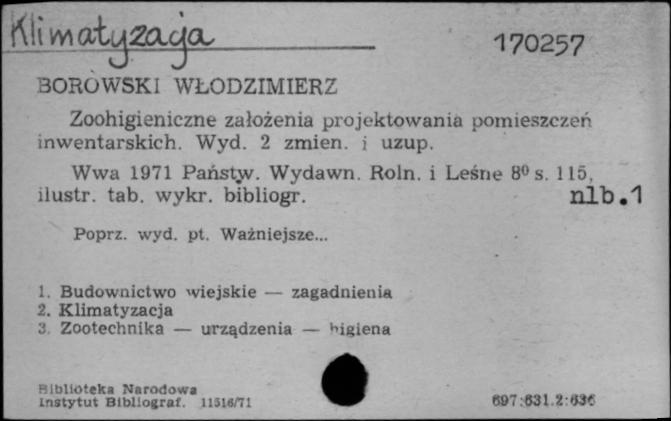 Klimatyzacja
170257
BOROWSKI WŁODZIMIERZ
Zoohigieniczne założenia projektowania pomieszczeń
inwentarskich. Wyd. 2 zmien. i uzup.
Wwa 1971 Państw. Wydawn. Roln. i Leśne 8⁰ s. 115,
ilustr. tab. wykr. bibliogr. nlb.1
Poprz. wyd. pt. Ważniejsze...
1. Budownictwo wiejskie — zagadnienia
2. Klimatyzacja
3. Zootechnika — urządzenia — higiena
Biblioteka Narodowa
Instytut Bibliograf. 11516/71 697:631.2:636